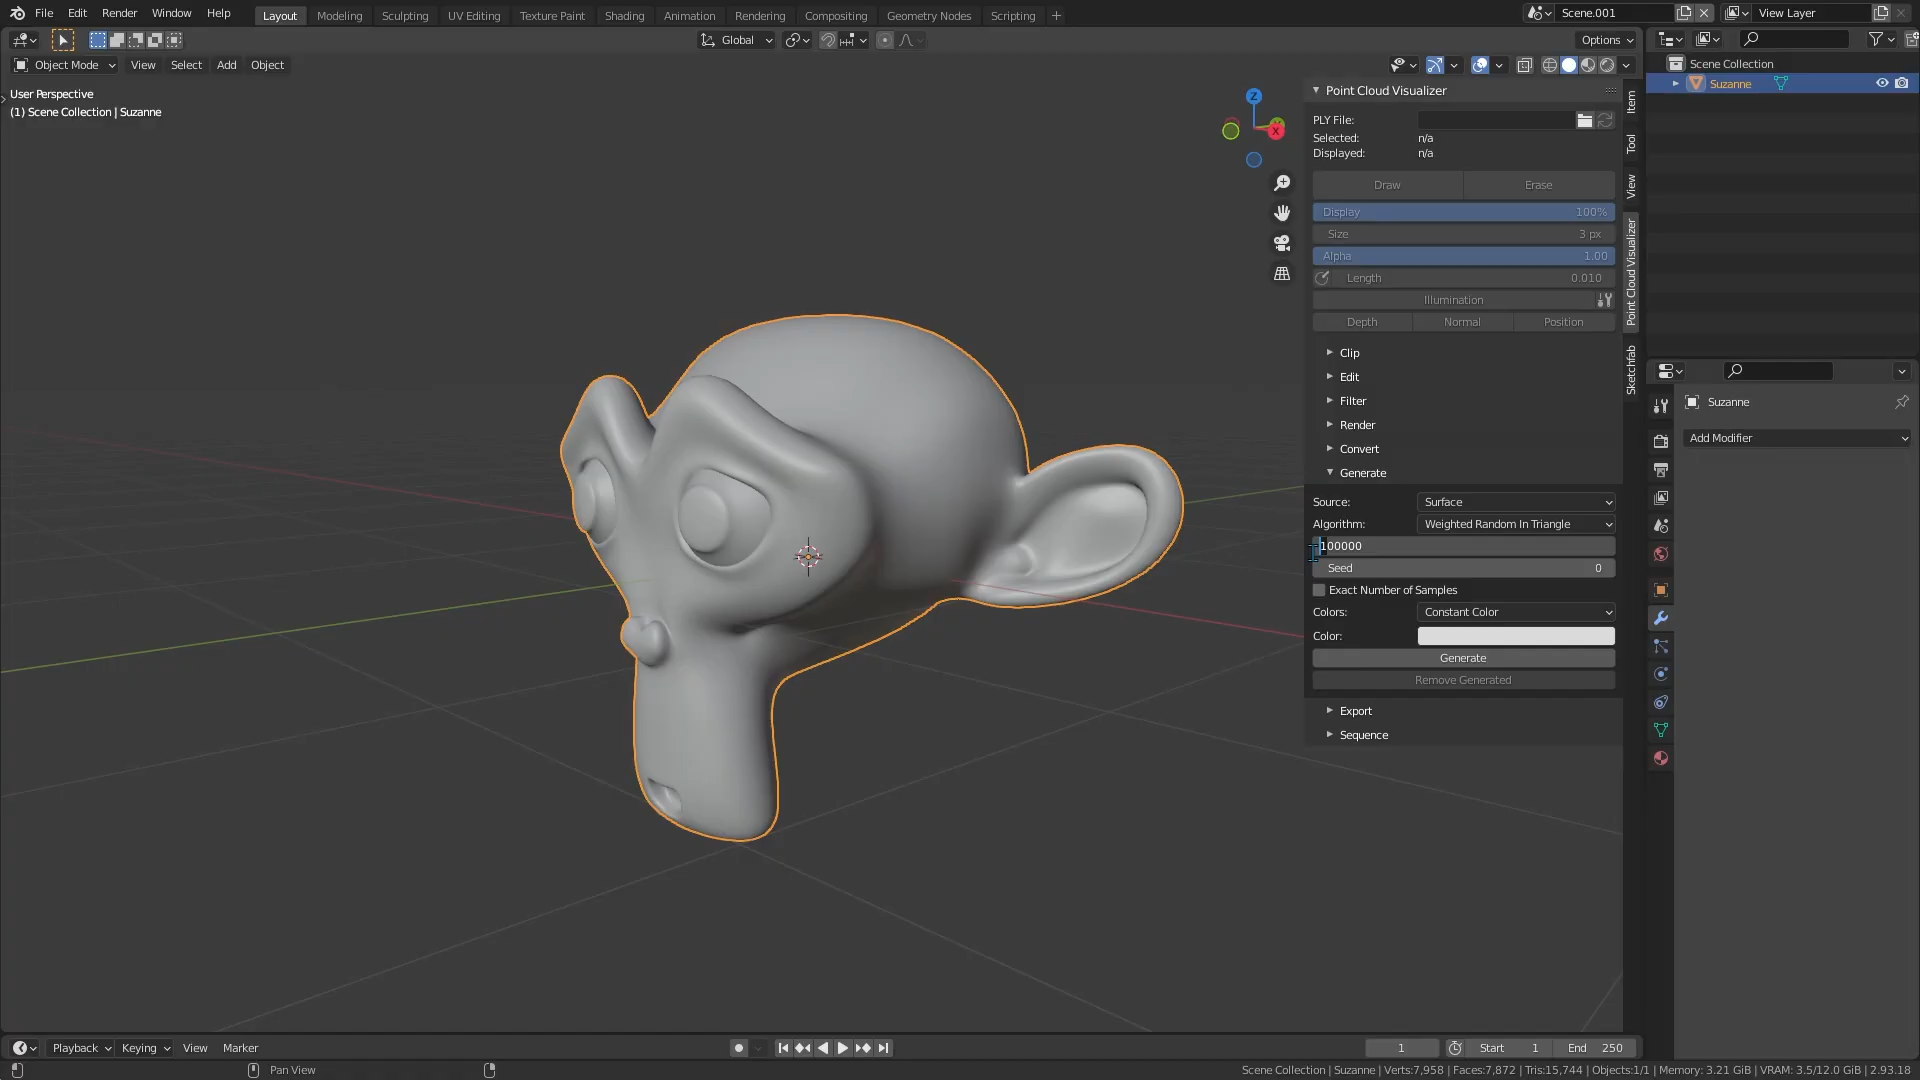 File Edit Render Window Help
Layout Modeling Sculpting UV Editing Texture Paint Shading Animation Rendering Compositing Geometry Nodes Scripting +
Scene.001
View Layer
Global
Options
Object Mode View Select Add Object
User Perspective
(1) Scene Collection | Suzanne
Z
X
Point Cloud Visualizer
PLY File:
Selected: n/a
Displayed: n/a
Draw Erase
Display 100%
Size 3 px
Alpha 1.00
Length 0.010
Illumination
Depth Normal Position
Clip
Edit
Filter
Render
Convert
Generate
Source: Surface
Algorithm: Weighted Random In Triangle
100000
Seed 0
Exact Number of Samples
Colors: Constant Color
Color:
Generate
Remove Generated
Export
Sequence
Item
Tool
View
Point Cloud Visualizer
Sketchfab
Scene Collection
Suzanne
Suzanne
Add Modifier
Playback Keying View Marker
1
Start 1
End 250
Pan View
Scene Collection | Suzanne | Verts:7,958 | Faces:7,872 | Tris:15,744 | Objects:1/1 | Memory: 3.21 GiB | VRAM: 3.5/12.0 GiB | 2.93.18